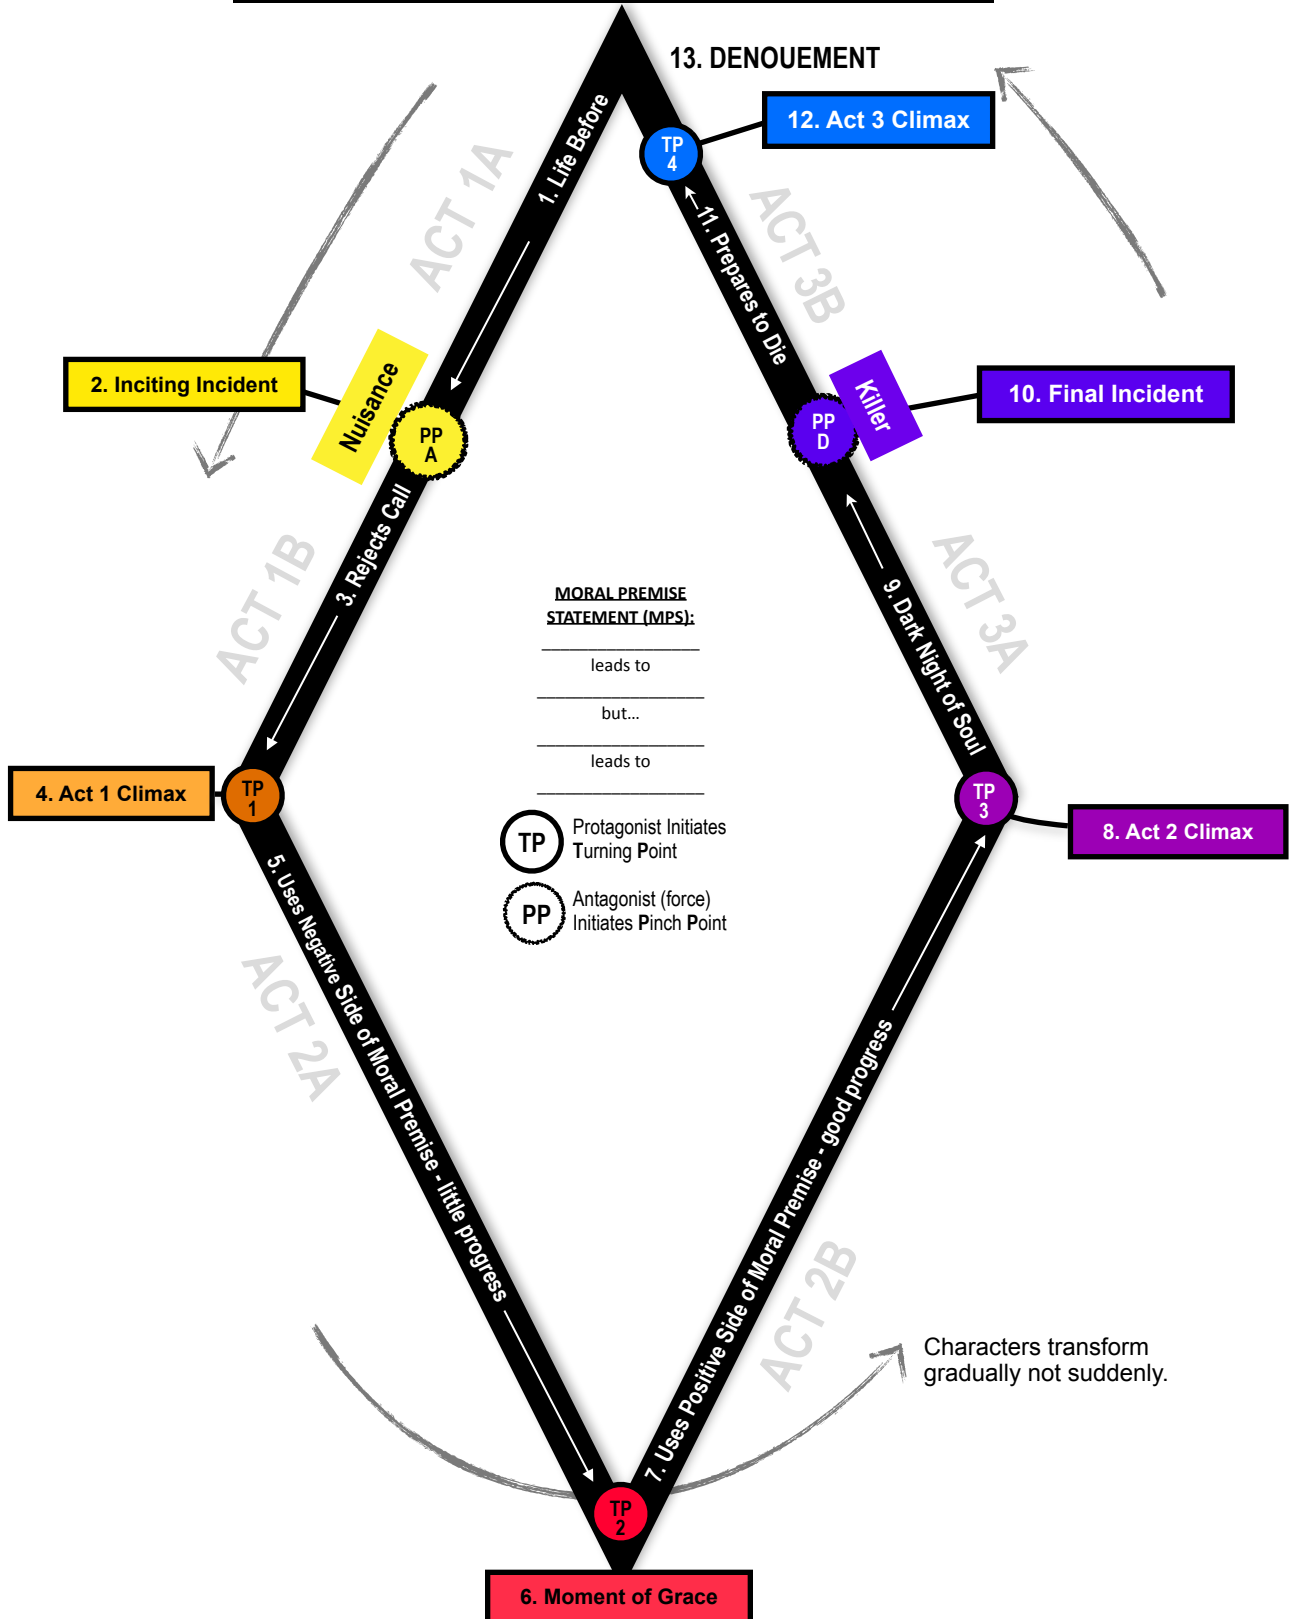 13. DENOUEMENT
12. Act 3 Climax
TP
4
1. Life Before
ACT 1A
11. Prepares to Die
ACT 3B
2. Inciting Incident
Nuisance
PP
A
PP
D
Killer
10. Final Incident
3. Rejects Call
ACT 1B
9. Dark Night of Soul
ACT 3A
MORAL PREMISE
STATEMENT (MPS):
_________________
leads to
__________________
but...
__________________
leads to
__________________
4. Act 1 Climax
TP
1
TP
3
8. Act 2 Climax
TP
Protagonist Initiates
Turning Point
PP
Antagonist (force)
Initiates Pinch Point
5. Uses Negative Side of Moral Premise - little progress
ACT 2A
7. Uses Positive Side of Moral Premise - good progress
ACT 2B
Characters transform
gradually not suddenly.
TP
2
6. Moment of Grace